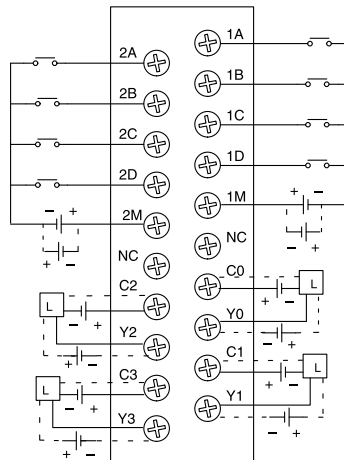 1A
2A
1B
2B
1C
2C
1D
2D
+ −
1M
− +
2M
− +
+ −
NC
NC
C0
C2
L
− +
L
+ −
Y0
Y2
+ −
− +
C1
C3
L
− +
L
+ −
Y1
Y3
+ −
− +